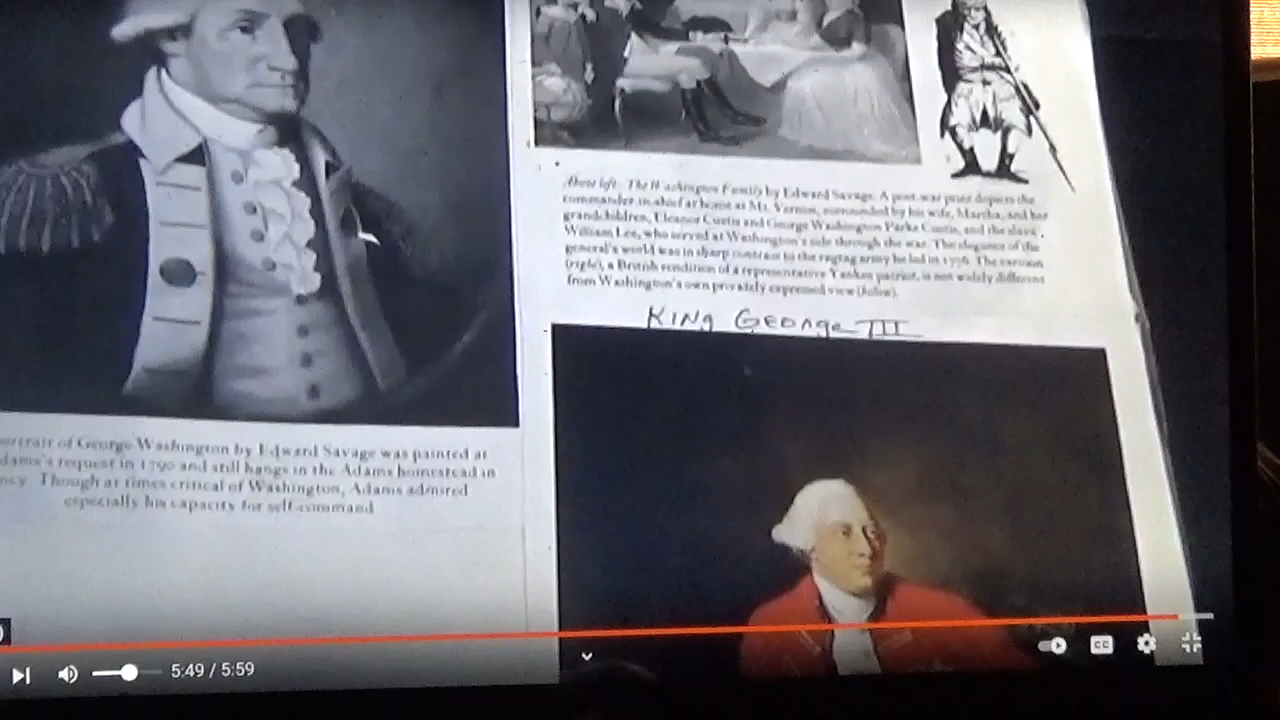 Above left: The Washington Family by Edward Savage. A post-war print depicts the
commander-in-chief at home at Mt. Vernon, surrounded by his wife, Martha, and her
grandchildren, Eleanor Custis and George Washington Parke Custis, and the slave,
William Lee, who served at Washington's side through the war. The elegance of the
general's world was in sharp contrast to the ragtag army he led in 1776. The cartoon
(right), a British rendition of a representative Yankee patriot, is not widely different
from Washington's own privately expressed view (below).
KING GEORGE III
ortrait of George Washington by Edward Savage was painted at
dams's request in 1790 and still hangs in the Adams homestead in
ncy. Though at times critical of Washington, Adams admired
especially his capacity for self-command
5:49 / 5:59
CC